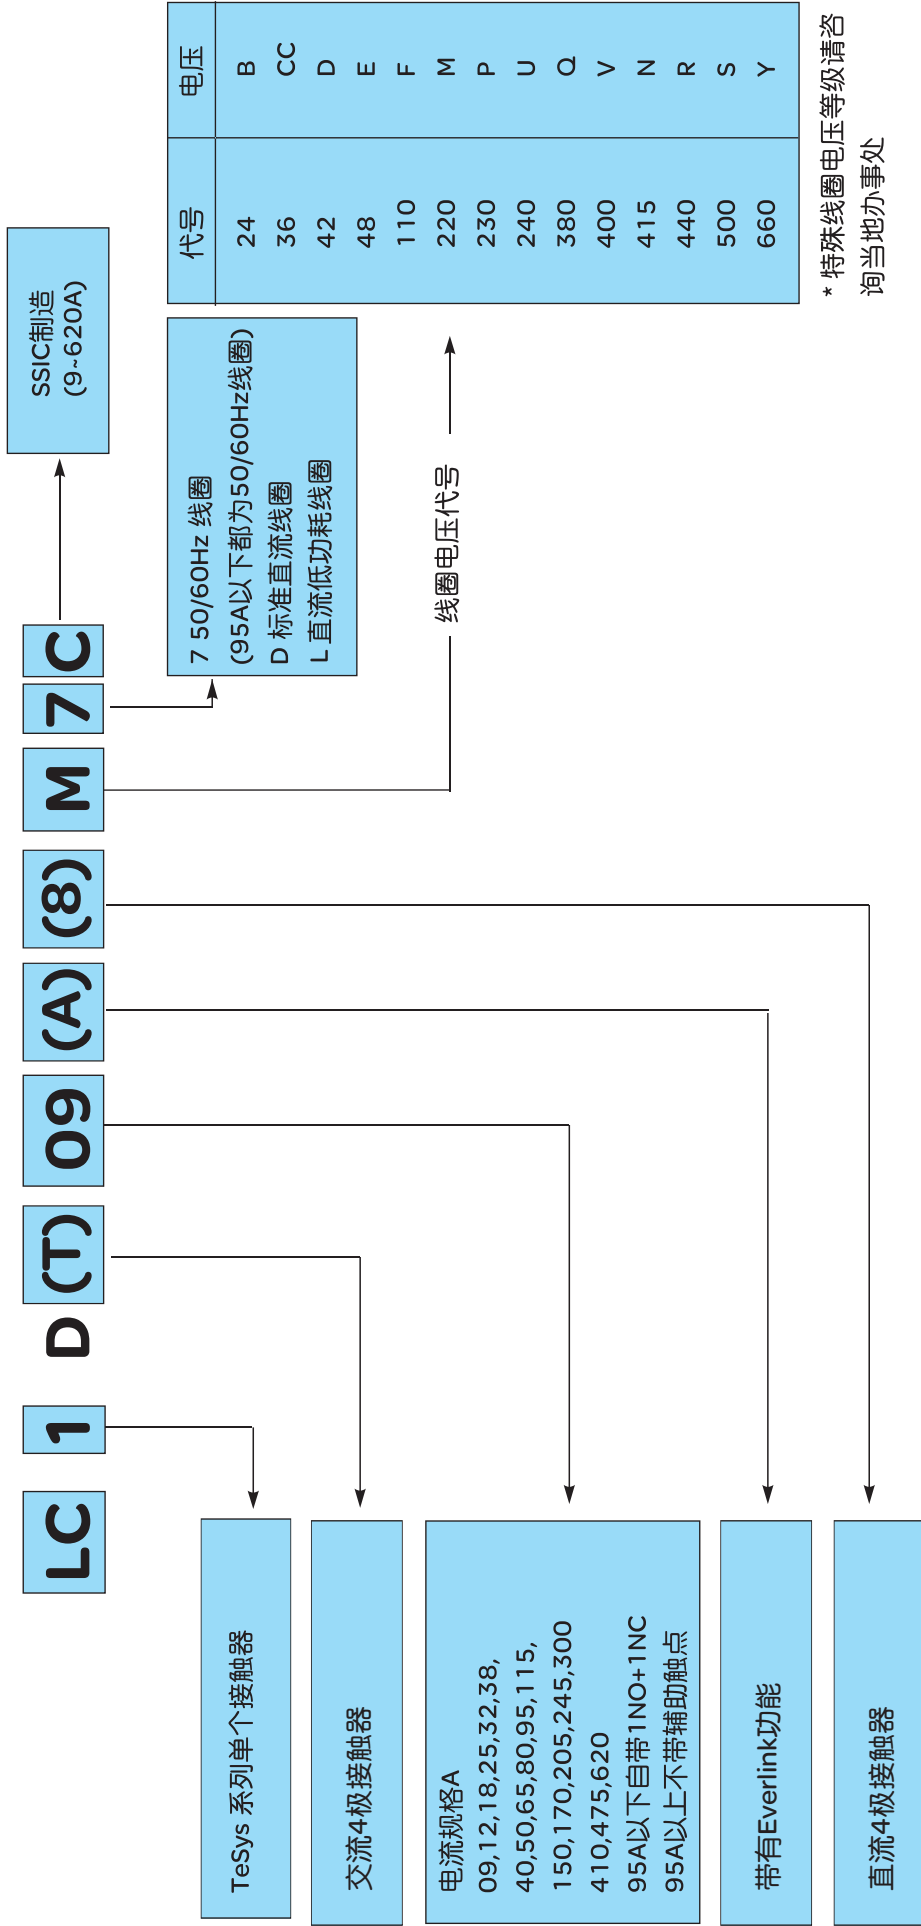 LC 1 D (T) 09 (A) (8) M 7 C
SSIC制造
(9~620A)
TeSys 系列单个接触器
交流4极接触器
电流规格A
09,12,18,25,32,38,
40,50,65,80,95,115,
150,170,205,245,300
410,475,620
95A以下自带1NO+1NC
95A以上不带辅助触点
带有Everlink功能
直流4极接触器
7 50/60Hz 线圈
(95A以下都为50/60Hz线圈)
D 标准直流线圈
L 直流低功耗线圈
线圈电压代号
代号 电压
24 B
36 CC
42 D
48 E
110 F
220 M
230 P
240 U
380 Q
400 V
415 N
440 R
500 S
660 Y
* 特殊线圈电压等级请咨
询当地办事处